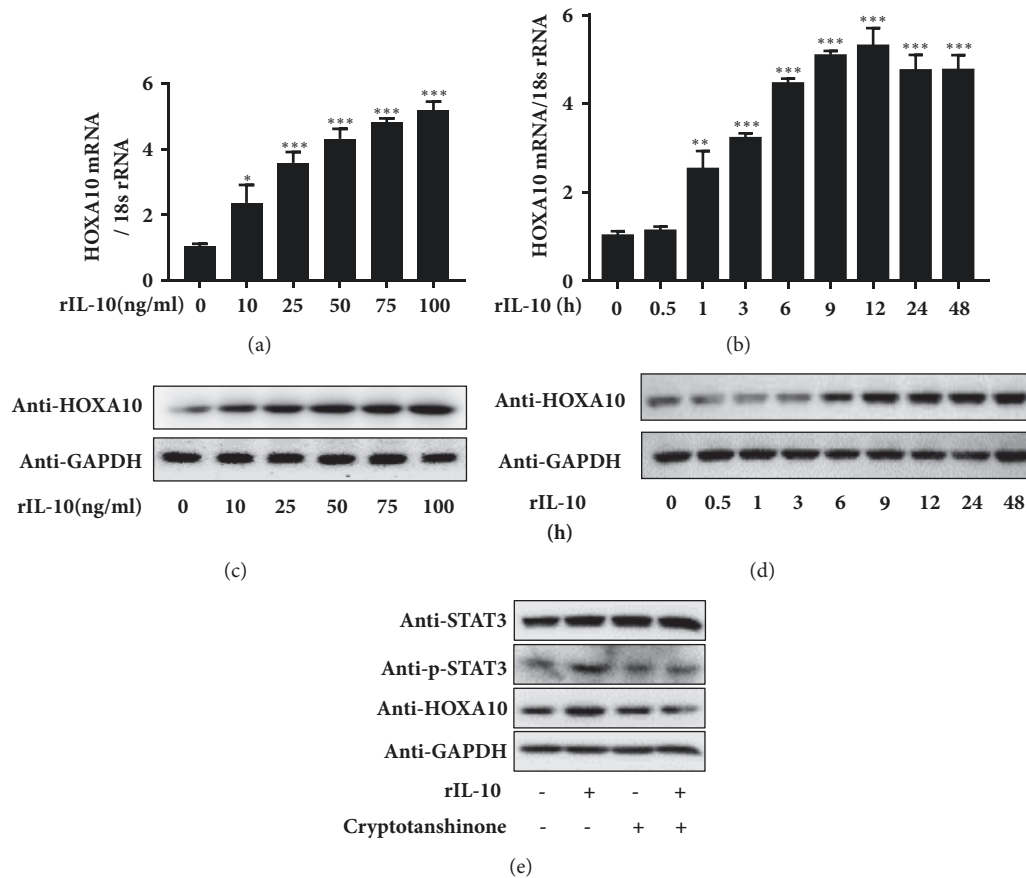 HOXA10 mRNA
/ 18s rRNA
6
4
2
0
*
***
***
***
***
rIL-10(ng/ml) 0 10 25 50 75 100
(a)
HOXA10 mRNA/18s rRNA
6
4
2
0
**
***
***
***
***
***
***
rIL-10 (h) 0 0.5 1 3 6 9 12 24 48
(b)
Anti-HOXA10
Anti-GAPDH
rIL-10(ng/ml) 0 10 25 50 75 100
(c)
Anti-HOXA10
Anti-GAPDH
rIL-10 0 0.5 1 3 6 9 12 24 48
(h)
(d)
Anti-STAT3
Anti-p-STAT3
Anti-HOXA10
Anti-GAPDH
rIL-10 - + - +
Cryptotanshinone - - + +
(e)